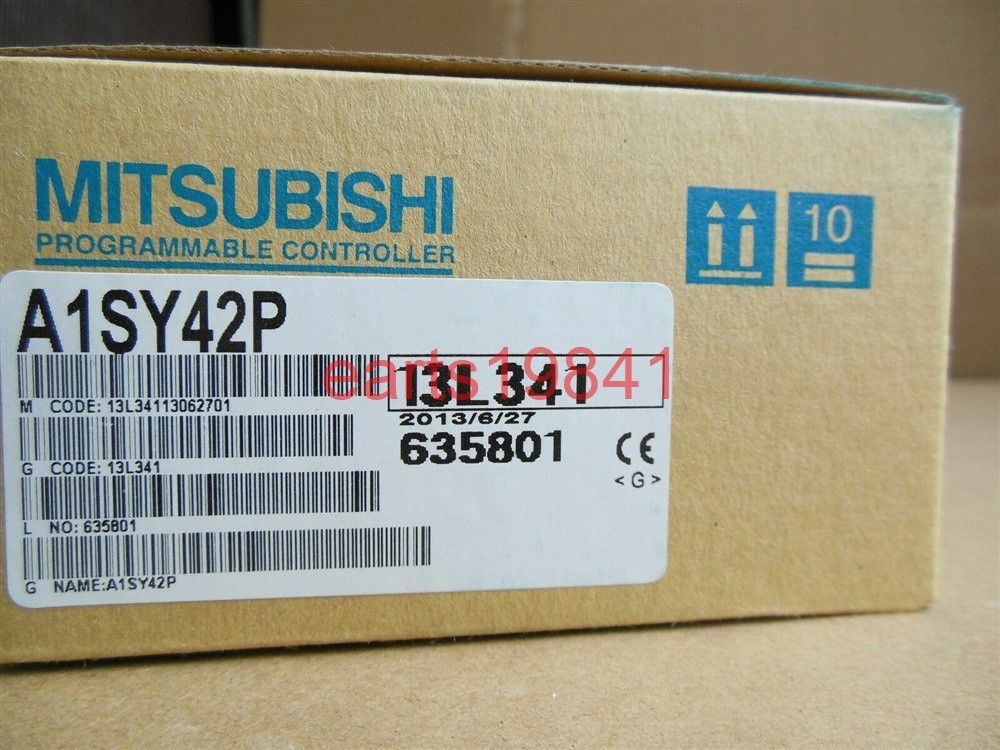 MITSUBISHI
PROGRAMMABLE CONTROLLER
10
A1SY42P
earts19841
13L341
M CODE: 13L34113062701
2013/6/27
635801
CE
G CODE: 13L341
<G>
L NO: 635801
G NAME:A1SY42P